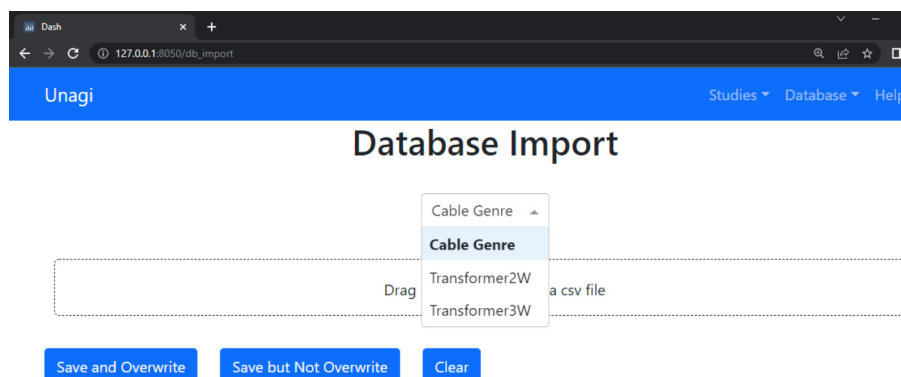 Dash
127.0.0.1:8050/db_import
Unagi Studies Database Help
Database Import
Cable Genre
Cable Genre
Transformer2W
Drag a csv file
Transformer3W
Save and Overwrite Save but Not Overwrite Clear